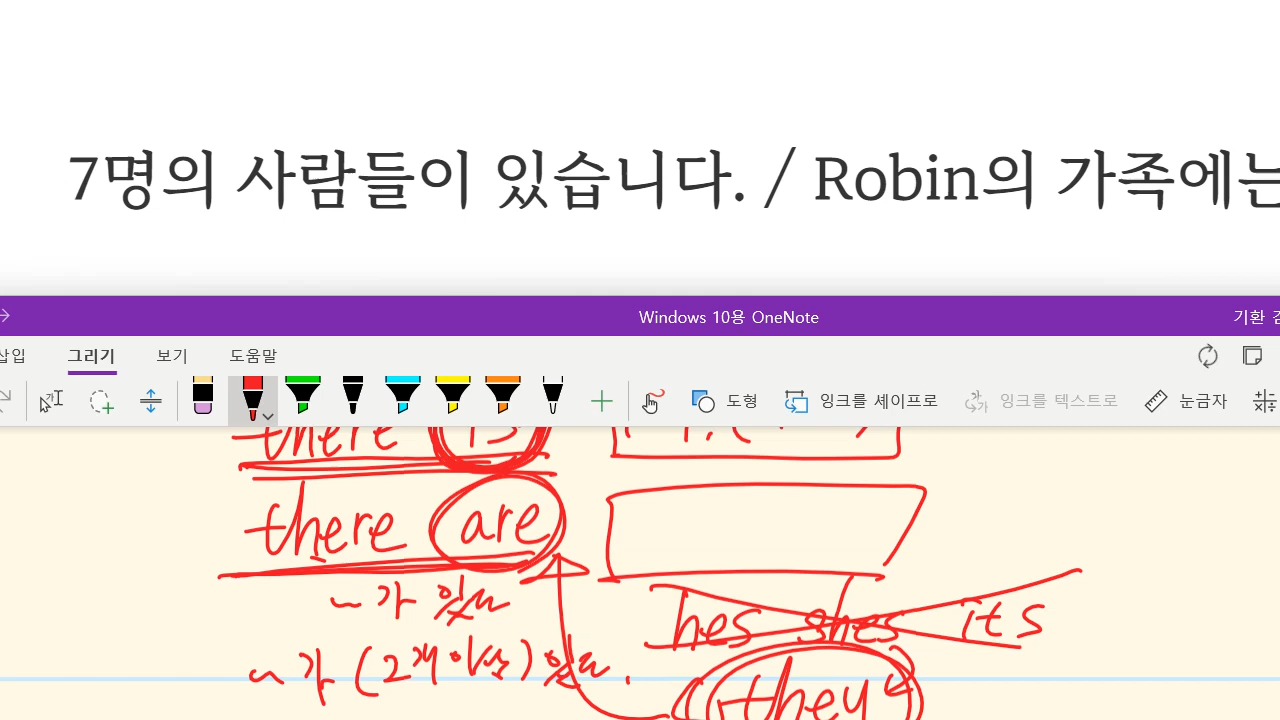 7명의 사람들이 있습니다. / Robin의 가족에는
Windows 10용 OneNote
기환
삽입 그리기 보기 도움말
도형 잉크를 셰이프로 잉크를 텍스트로 눈금자
there is
there are
~가 있다
hes shes its
~가 (2개 이상) 있다.
they